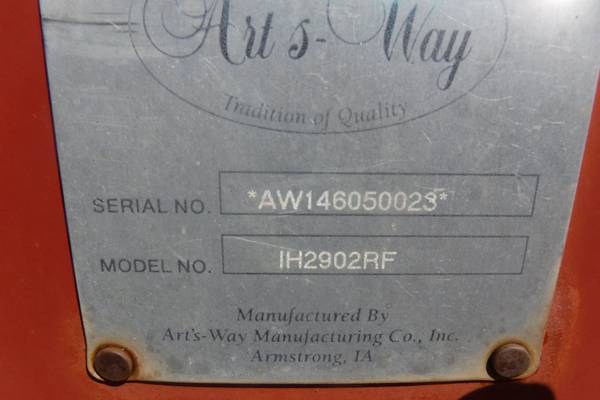 Art's-Way
Tradition of Quality
SERIAL NO. *AW146050023*
MODEL NO. IH2902RF
Manufactured By
Art's-Way Manufacturing Co., Inc.
Armstrong, IA